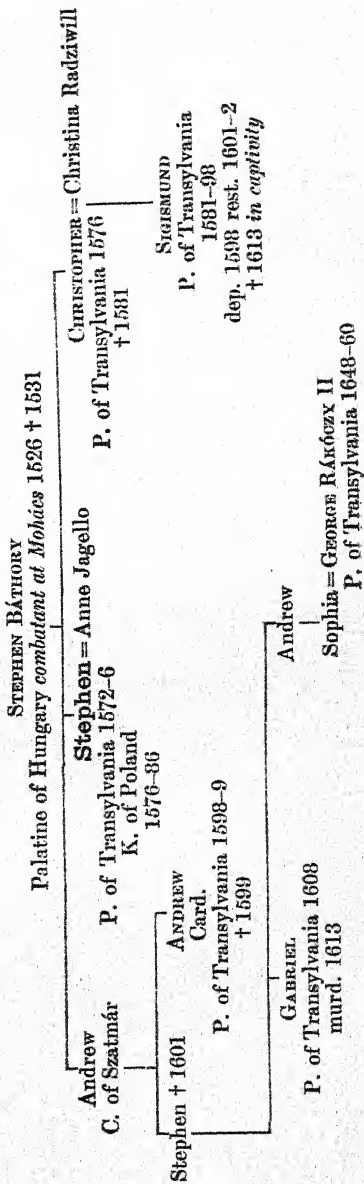 STEPHEN BÁTHORY
Palatine of Hungary combatant at Mohács 1526 † 1531
Andrew
C. of Szatmár
Stephen = Anne Jagello
P. of Transylvania 1572-6
K. of Poland
1576-86
CHRISTOPHER = Christina Radziwill
P. of Transylvania 1576
† 1581
Stephen † 1601
ANDREW
Card.
P. of Transylvania 1598-9
† 1599
SIGISMUND
P. of Transylvania
1581-98
dep. 1598 rest. 1601-2
† 1613 in captivity
GABRIEL
P. of Transylvania 1608
murd. 1613
Andrew
Sophia = GEORGE RÁKÓCZY II
P. of Transylvania 1648-60